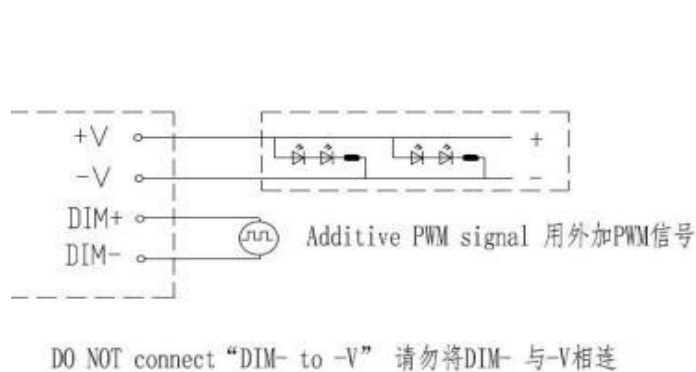 +V +
-V -
DIM+
Additive PWM signal 用外加PWM信号
DIM-
DO NOT connect “DIM- to -V” 请勿将DIM- 与-V相连